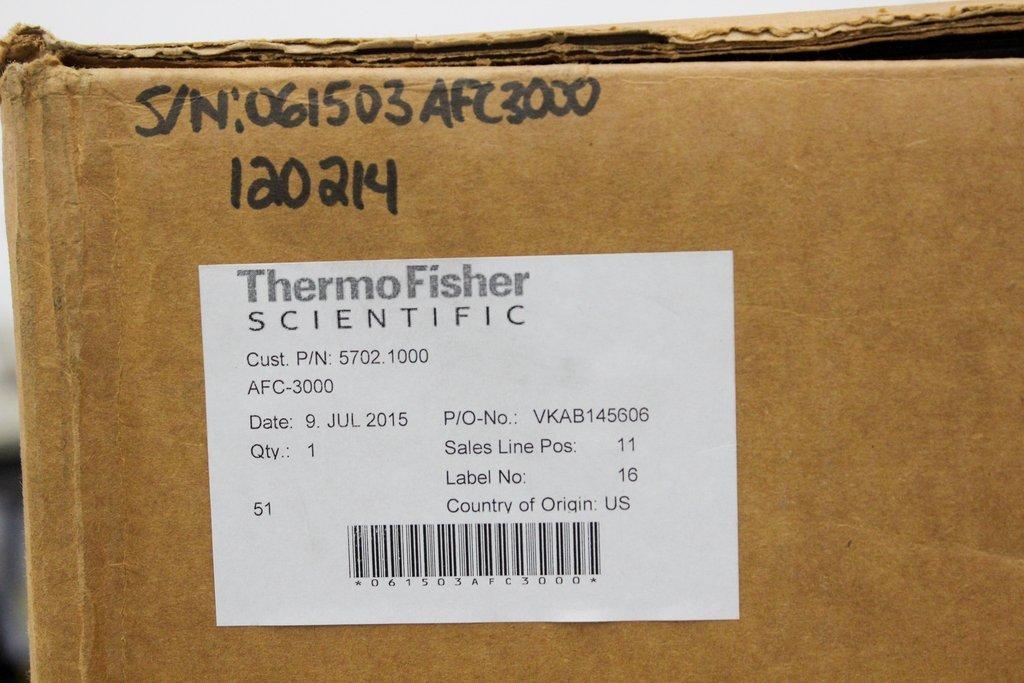 S/N:061503AFC3000
120214
ThermoFisher
SCIENTIFIC
Cust. P/N: 5702.1000
AFC-3000
Date: 9. JUL 2015 P/O-No.: VKAB145606
Qty.: 1 Sales Line Pos: 11
Label No: 16
51 Country of Origin: US
*061503AFC3000*